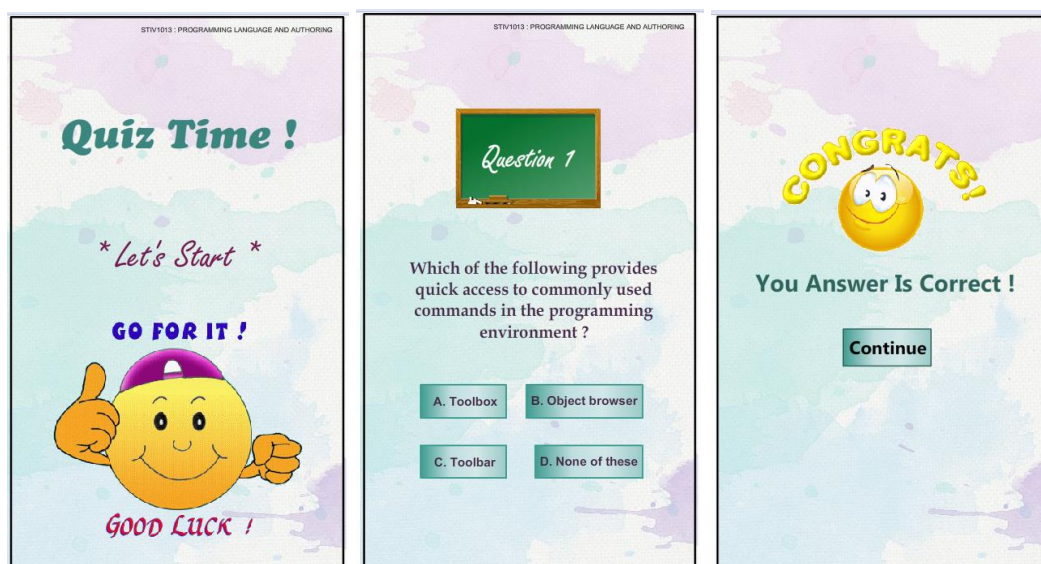 STIV1013 : PROGRAMMING LANGUAGE AND AUTHORING
Quiz Time !
* Let's Start *
GO FOR IT !
GOOD LUCK !
STIV1013 : PROGRAMMING LANGUAGE AND AUTHORING
Question 1
Which of the following provides
quick access to commonly used
commands in the programming
environment ?
A. Toolbox
B. Object browser
C. Toolbar
D. None of these
CONGRATS!
You Answer Is Correct !
Continue